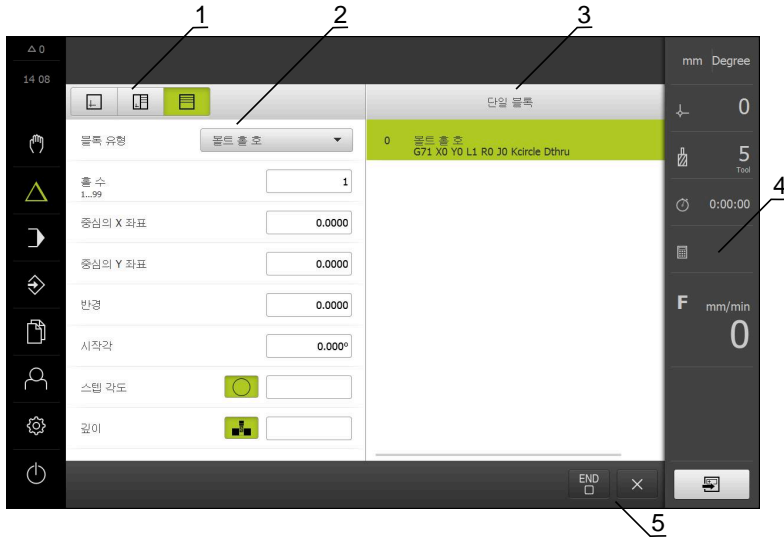 1 2 3
0
mm Degree
14 08
단일 블록
0
블록 유형 볼트 홀 호
0 볼트 홀 호
G71 X0 Y0 L1 R0 J0 Kcircle Dthru
5
Tool
홀 수 1
1...99
4
0:00:00
중심의 X 좌표 0.0000
중심의 Y 좌표 0.0000
반경 0.0000
F mm/min
0
시작각 0.000°
스텝 각도
깊이
END
5